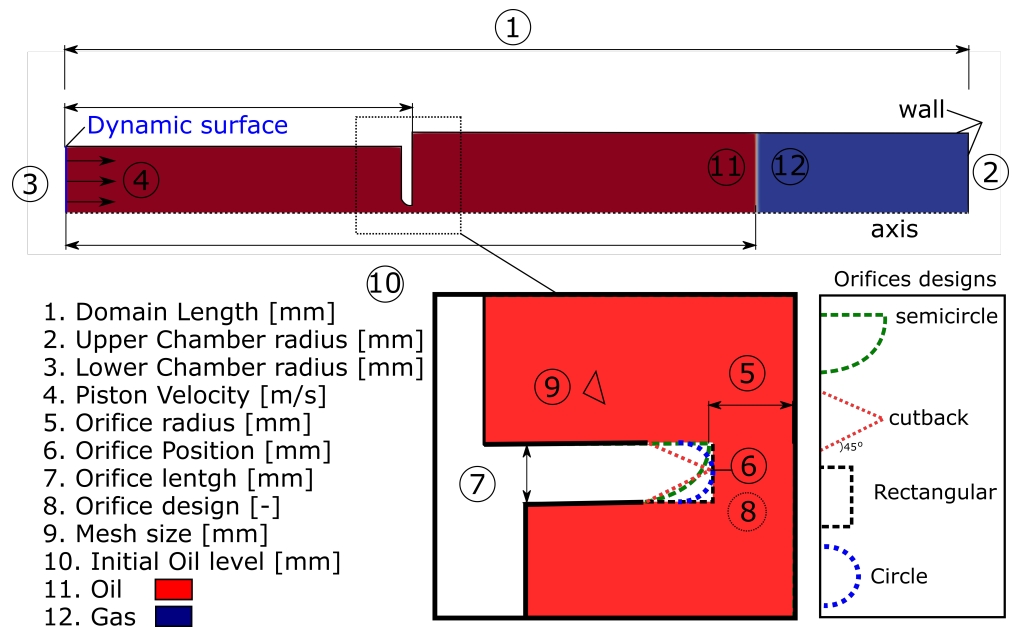 ①
Dynamic surface
wall
③
④
⑪
⑫
②
axis
⑩
Orifices designs
1. Domain Length [mm]
2. Upper Chamber radius [mm]
3. Lower Chamber radius [mm]
4. Piston Velocity [m/s]
5. Orifice radius [mm]
6. Orifice Position [mm]
7. Orifice lentgh [mm]
8. Orifice design [-]
9. Mesh size [mm]
10. Initial Oil level [mm]
11. Oil
12. Gas
⑨
⑤
⑦
⑥
⑧
semicircle
cutback
45°
Rectangular
Circle